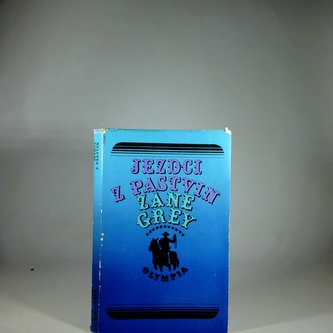 JEZDCI
Z PASTVIN
ZANE
GREY
OLYMPIA